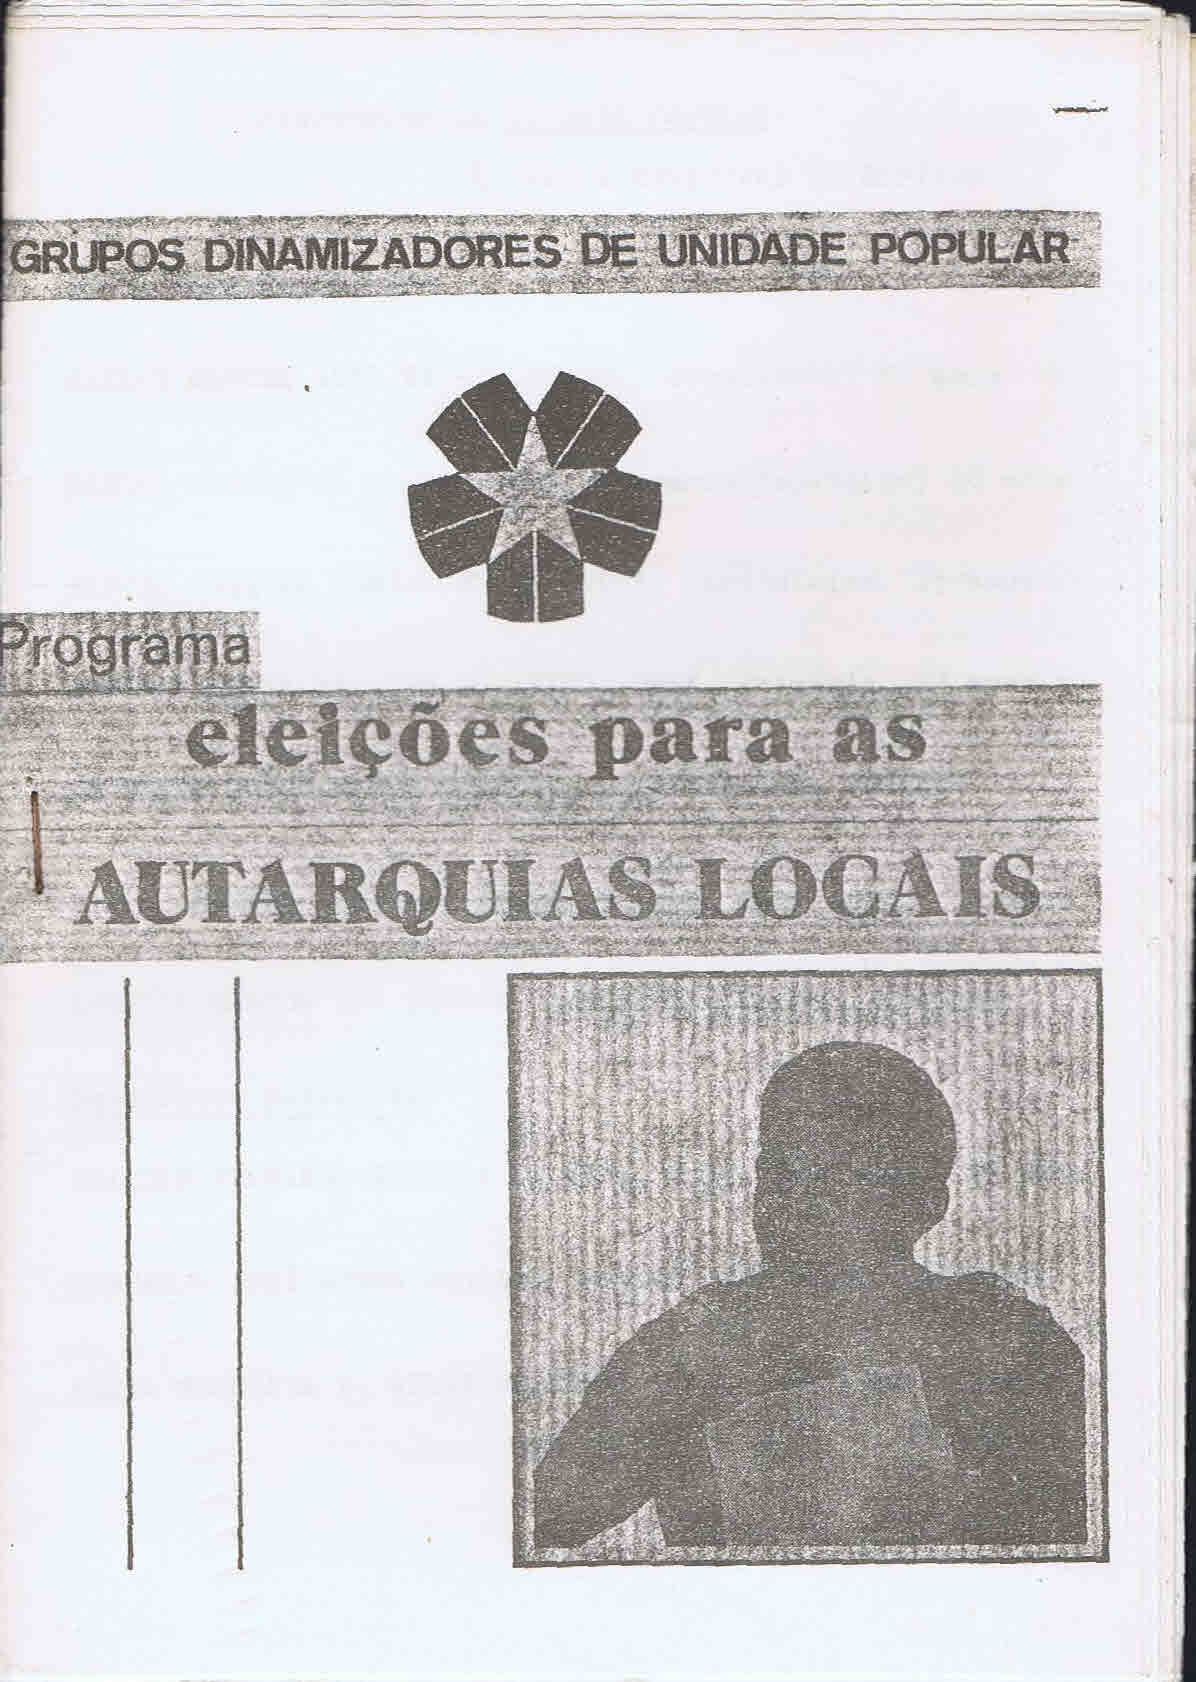 GRUPOS DINAMIZADORES DE UNIDADE POPULAR
Programa
eleições para as
AUTARQUIAS LOCAIS